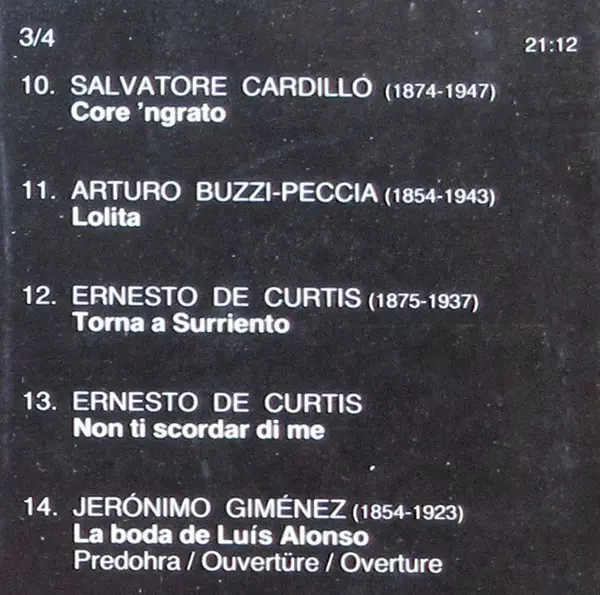 3/4 21:12
10. SALVATORE CARDILLO (1874-1947)
Core 'ngrato
11. ARTURO BUZZI-PECCIA (1854-1943)
Lolita
12. ERNESTO DE CURTIS (1875-1937)
Torna a Surriento
13. ERNESTO DE CURTIS
Non ti scordar di me
14. JERÓNIMO GIMÉNEZ (1854-1923)
La boda de Luís Alonso
Predohra / Ouvertüre / Overture